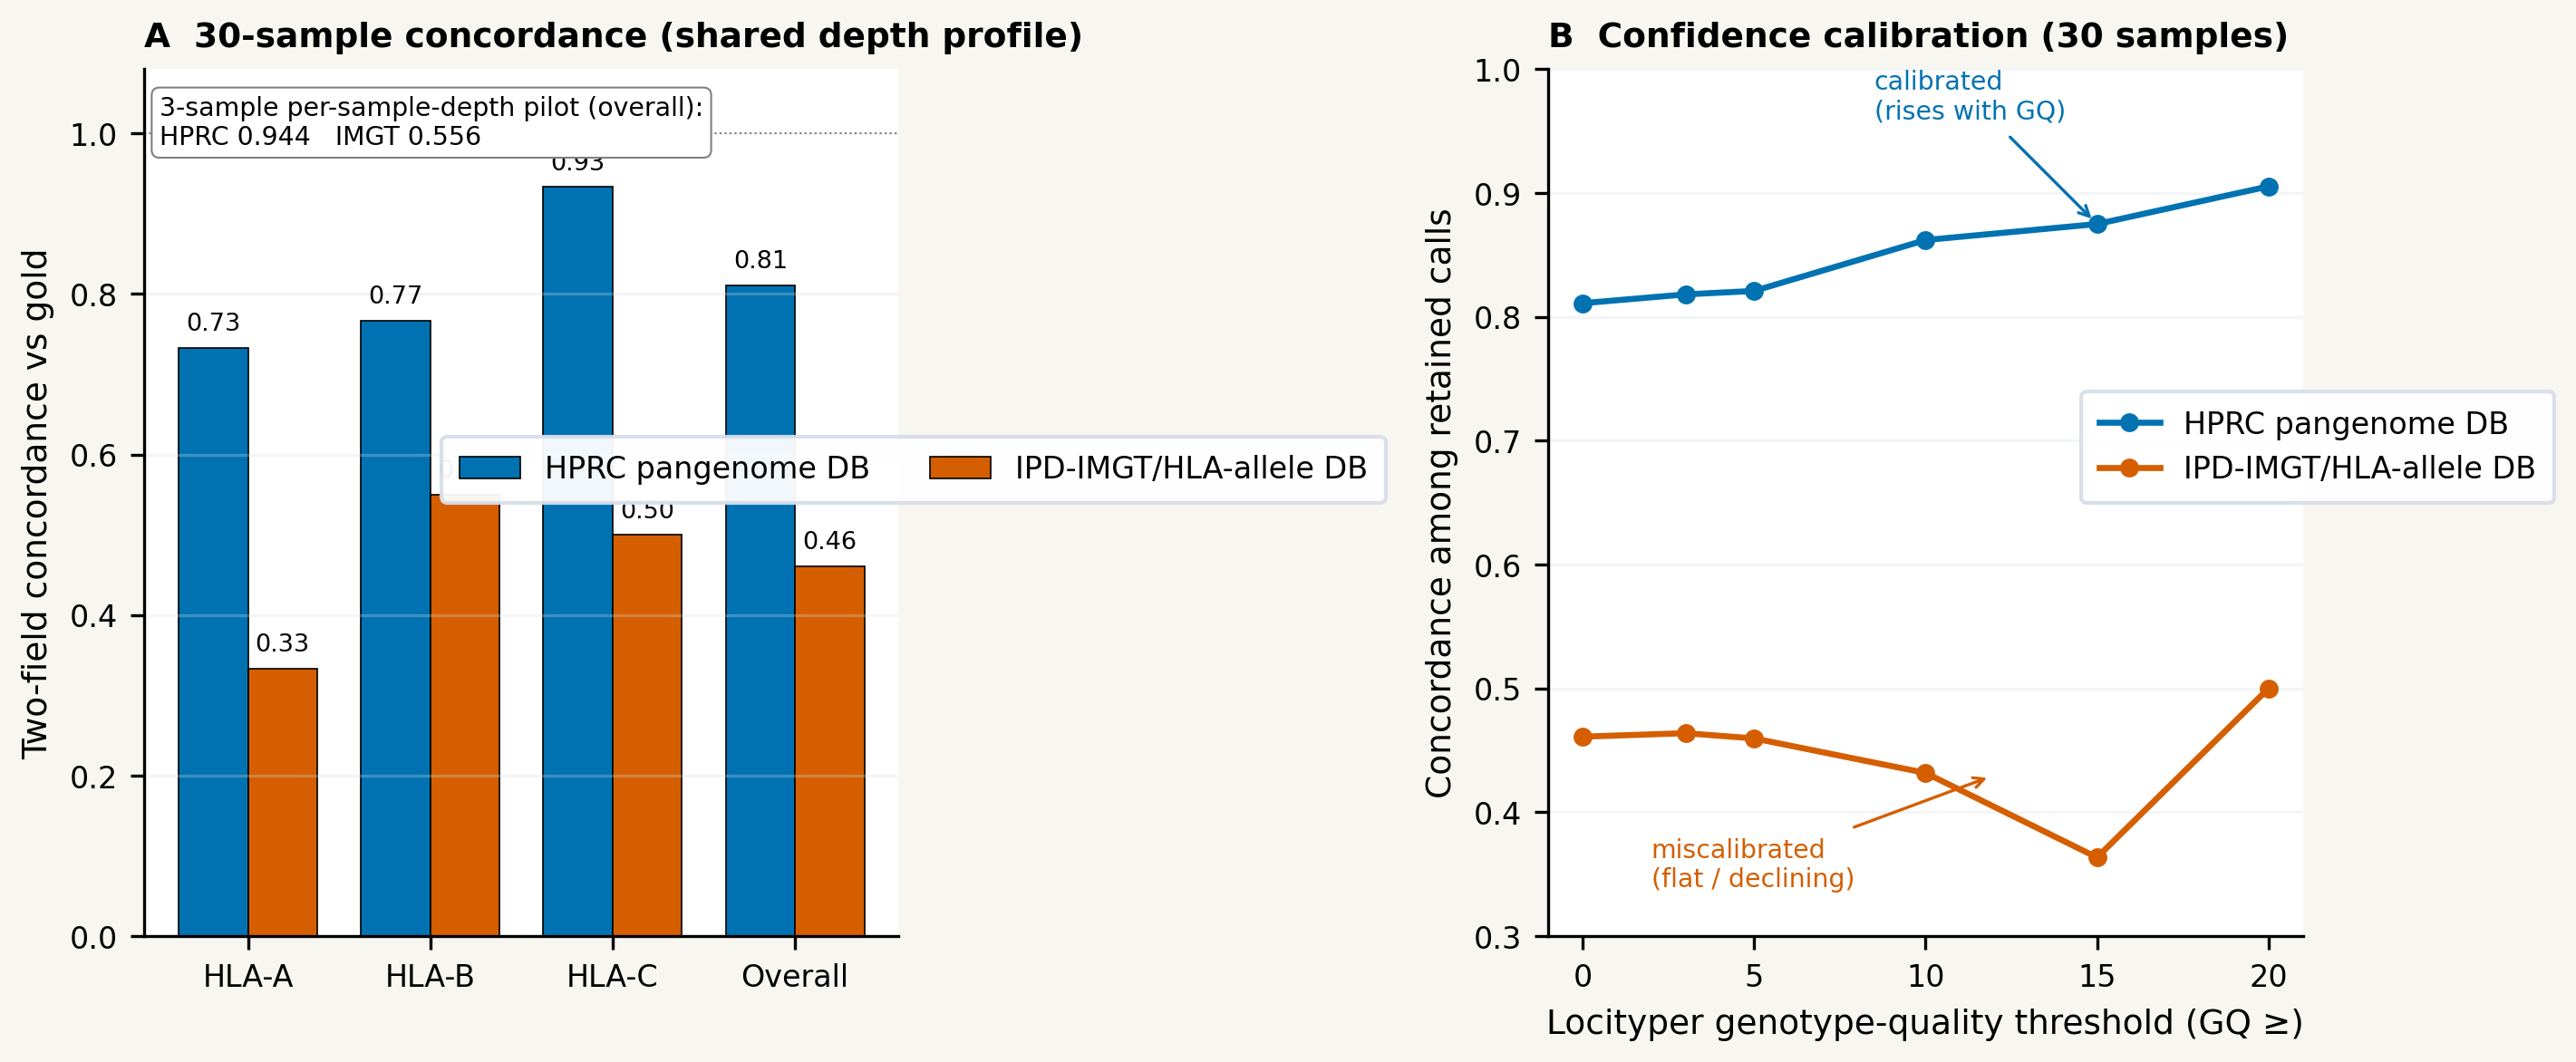 A 30-sample concordance (shared depth profile)
3-sample per-sample-depth pilot (overall):
HPRC 0.944 IMGT 0.556
Two-field concordance vs gold
1.0
0.8
0.6
0.4
0.2
0.0
0.73
0.33
0.77
0.93
0.50
0.81
0.46
HPRC pangenome DB
IPD-IMGT/HLA-allele DB
HLA-A
HLA-B
HLA-C
Overall
B Confidence calibration (30 samples)
calibrated
(rises with GQ)
Concordance among retained calls
1.0
0.9
0.8
0.7
0.6
0.5
0.4
0.3
HPRC pangenome DB
IPD-IMGT/HLA-allele DB
miscalibrated
(flat / declining)
0
5
10
15
20
Locityper genotype-quality threshold (GQ ≥)